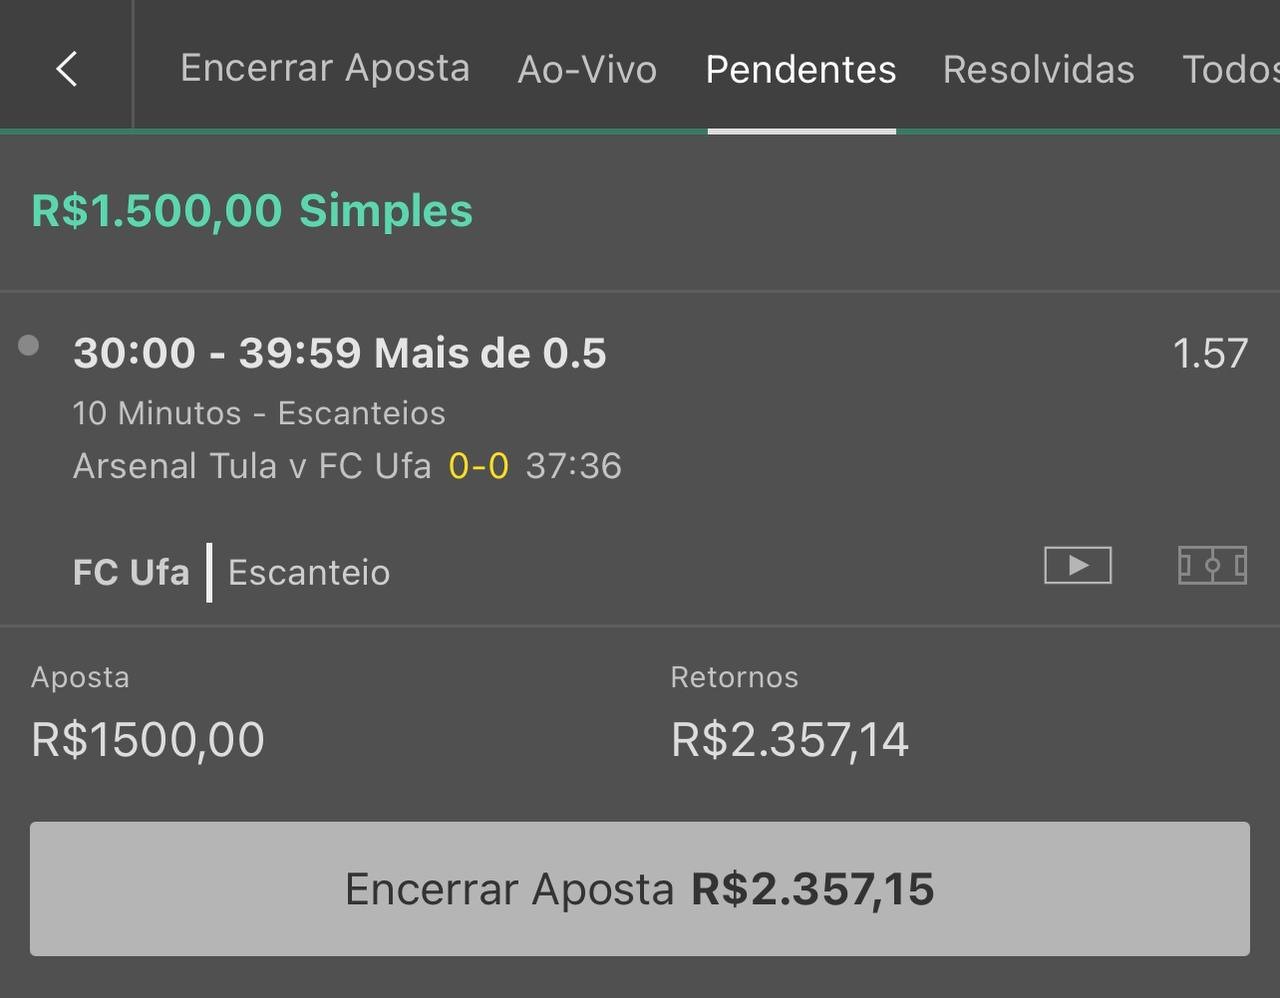 Encerrar Aposta Ao-Vivo Pendentes Resolvidas Todos
R$1.500,00 Simples
30:00 - 39:59 Mais de 0.5 1.57
10 Minutos - Escanteios
Arsenal Tula v FC Ufa 0-0 37:36
FC Ufa Escanteio
Aposta Retornos
R$1500,00 R$2.357,14
Encerrar Aposta R$2.357,15